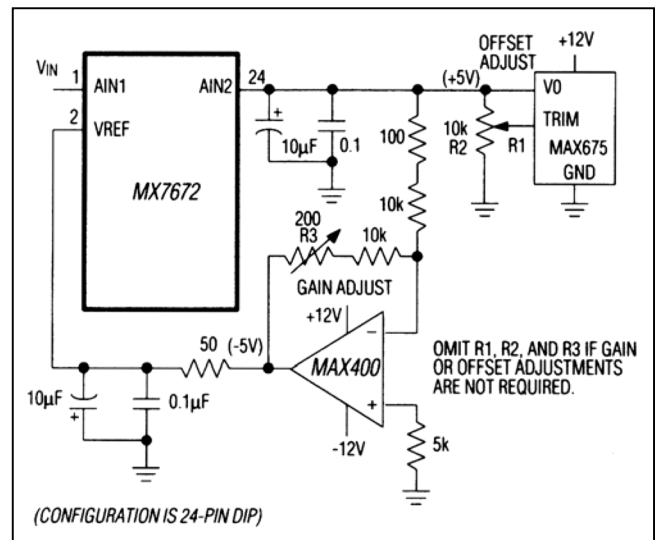 OFFSET
ADJUST
+12V
VIN
1
AIN1
AIN2
24
(+5V)
V0
2
VREF
+
10µF
0.1
100
10k
R2
R1
TRIM
MAX675
GND
MX7672
10k
200
R3
10k
GAIN ADJUST
+12V
–
50
(-5V)
MAX400
OMIT R1, R2, AND R3 IF GAIN
OR OFFSET ADJUSTMENTS
ARE NOT REQUIRED.
10µF
+
0.1µF
+
-12V
5k
(CONFIGURATION IS 24-PIN DIP)